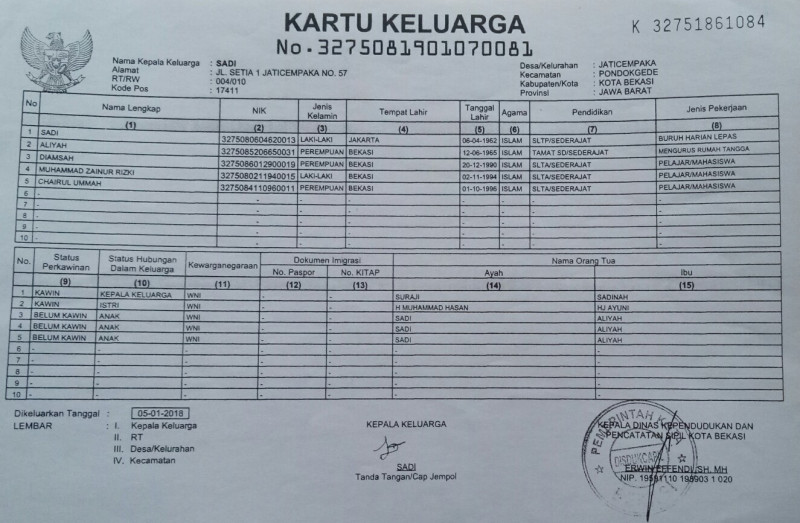 KARTU KELUARGA
No.3275081901070081
K 32751861084
Nama Kepala Keluarga : SADI
Alamat : JL. SETIA 1 JATICEMPAKA NO. 57
RT/RW : 004/010
Kode Pos : 17411
Desa/Kelurahan : JATICEMPAKA
Kecamatan : PONDOKGEDE
Kabupaten/Kota : KOTA BEKASI
Provinsi : JAWA BARAT
No Nama Lengkap NIK Jenis Kelamin Tempat Lahir Tanggal Lahir Agama Pendidikan Jenis Pekerjaan
(1) (2) (3) (4) (5) (6) (7) (8)
1 SADI 3275080604620013 LAKI-LAKI JAKARTA 06-04-1962 ISLAM SLTP/SEDERAJAT BURUH HARIAN LEPAS
2 ALIYAH 3275085206650031 PEREMPUAN BEKASI 12-06-1965 ISLAM TAMAT SD/SEDERAJAT MENGURUS RUMAH TANGGA
3 DIAMSAH 3275086012900019 PEREMPUAN BEKASI 20-12-1990 ISLAM SLTA/SEDERAJAT PELAJAR/MAHASISWA
4 MUHAMMAD ZAINUR RIZKI 3275080211940015 LAKI-LAKI BEKASI 02-11-1994 ISLAM SLTA/SEDERAJAT PELAJAR/MAHASISWA
5 CHAIRUL UMMAH 3275084110960011 PEREMPUAN BEKASI 01-10-1996 ISLAM SLTA/SEDERAJAT PELAJAR/MAHASISWA
6 - - - - - - - -
7 - - - - - - - -
8 - - - - - - - -
9 - - - - - - - -
10 - - - - - - - -
No. Status Perkawinan Status Hubungan Dalam Keluarga Kewarganegaraan Dokumen Imigrasi Nama Orang Tua
No. Paspor No. KITAP Ayah Ibu
(9) (10) (11) (12) (13) (14) (15)
1 KAWIN KEPALA KELUARGA WNI - - SURAJI SADINAH
2 KAWIN ISTRI WNI - - H MUHAMMAD HASAN HJ AYUNI
3 BELUM KAWIN ANAK WNI - - SADI ALIYAH
4 BELUM KAWIN ANAK WNI - - SADI ALIYAH
5 BELUM KAWIN ANAK WNI - - SADI ALIYAH
6 - - - - - - -
7 - - - - - - -
8 - - - - - - -
9 - - - - - - -
10 - - - - - - -
Dikeluarkan Tanggal : 05-01-2018
LEMBAR : I. Kepala Keluarga
II. RT
III. Desa/Kelurahan
IV. Kecamatan
KEPALA KELUARGA
SADI
Tanda Tangan/Cap Jempol
KEPALA DINAS KEPENDUDUKAN DAN
PENCATATAN SIPIL KOTA BEKASI
PEMERINTAH
DISDUKCAPIL
ERWIN EFFENDI, SH. MH